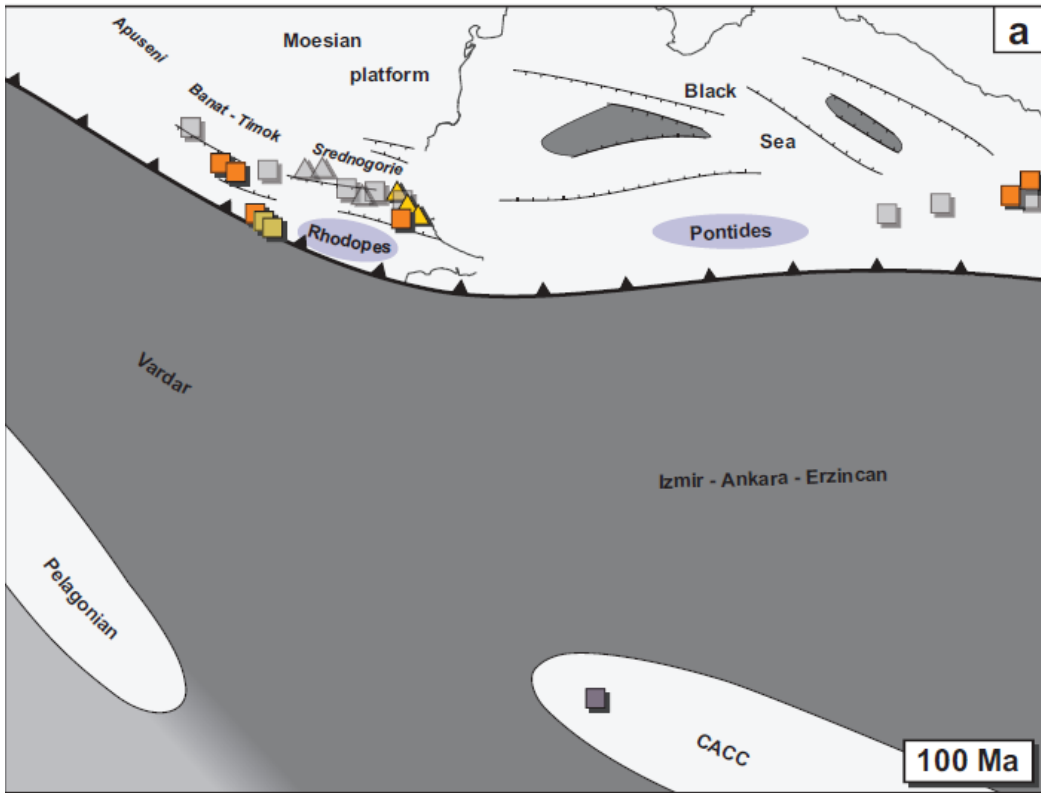 a
Apuseni
Moesian
platform
Banat - Timok
Srednogorie
Black
Sea
Rhodopes
Pontides
Vardar
Izmir - Ankara - Erzincan
Pelagonian
CACC
100 Ma